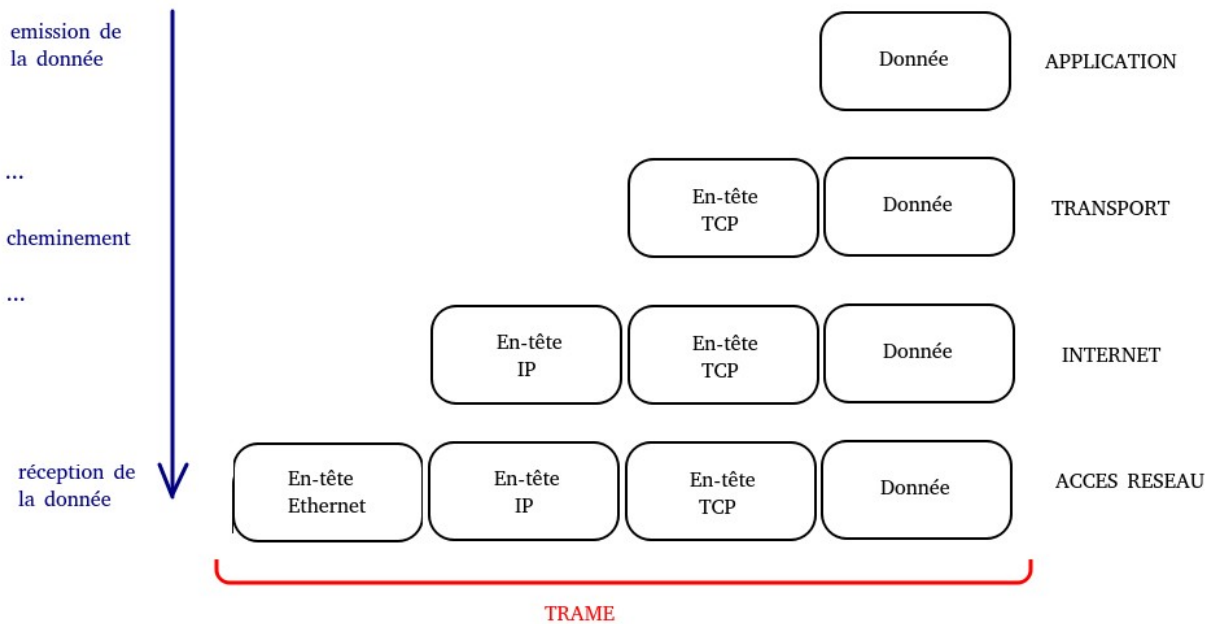 emission de
la donnée
Donnée
APPLICATION
...
En-tête
TCP
Donnée
TRANSPORT
cheminement
...
En-tête
IP
En-tête
TCP
Donnée
INTERNET
réception de
la donnée
En-tête
Ethernet
En-tête
IP
En-tête
TCP
Donnée
ACCES RESEAU
TRAME